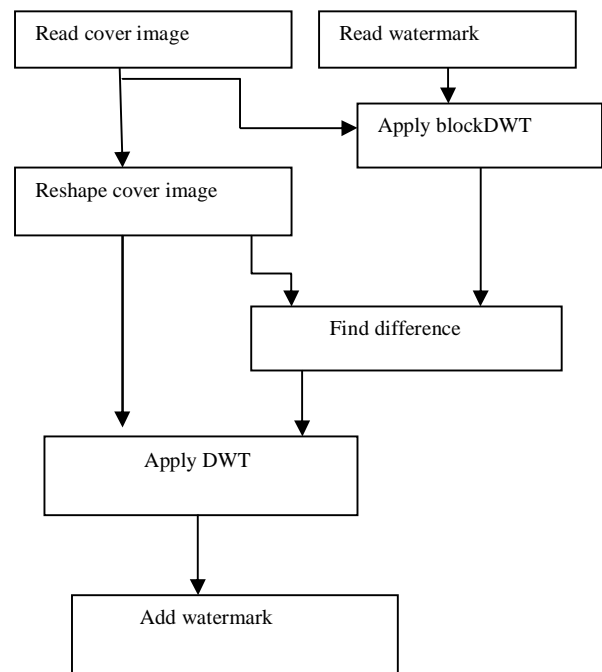 Read cover image
Read watermark
Apply blockDWT
Reshape cover image
Find difference
Apply DWT
Add watermark